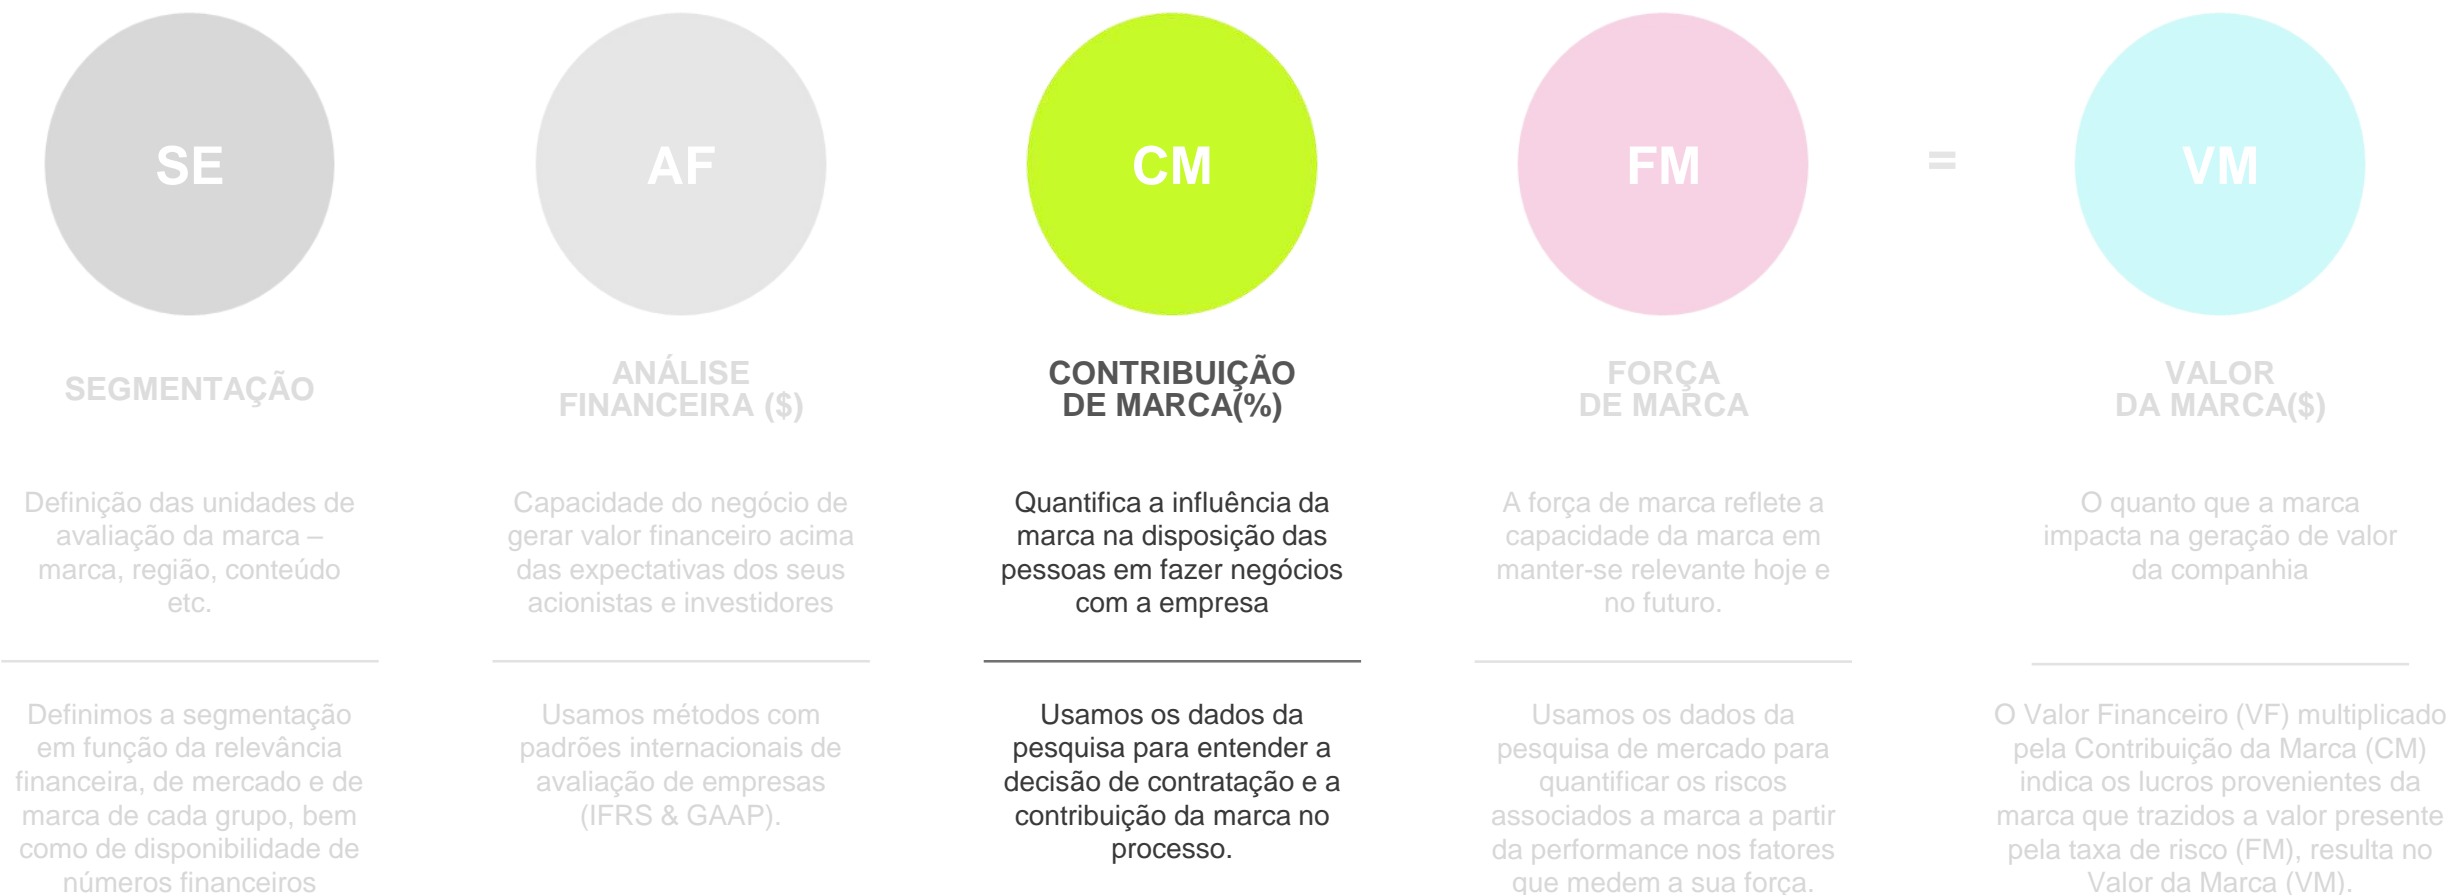 SE
AF
CM
FM
=
VM
SEGMENTAÇÃO
ANÁLISE
FINANCEIRA ($)
CONTRIBUIÇÃO
DE MARCA(%)
FORÇA
DE MARCA
VALOR
DA MARCA($)
Definição das unidades de
avaliação da marca –
marca, região, conteúdo
etc.
Capacidade do negócio de
gerar valor financeiro acima
das expectativas dos seus
acionistas e investidores
Quantifica a influência da
marca na disposição das
pessoas em fazer negócios
com a empresa
A força de marca reflete a
capacidade da marca em
manter-se relevante hoje e
no futuro.
O quanto que a marca
impacta na geração de valor
da companhia
Definimos a segmentação
em função da relevância
financeira, de mercado e de
marca de cada grupo, bem
como de disponibilidade de
números financeiros
Usamos métodos com
padrões internacionais de
avaliação de empresas
(IFRS & GAAP).
Usamos os dados da
pesquisa para entender a
decisão de contratação e a
contribuição da marca no
processo.
Usamos os dados da
pesquisa de mercado para
quantificar os riscos
associados a marca a partir
da performance nos fatores
que medem a sua força.
O Valor Financeiro (VF) multiplicado
pela Contribuição da Marca (CM)
indica os lucros provenientes da
marca que trazidos a valor presente
pela taxa de risco (FM), resulta no
Valor da Marca (VM).